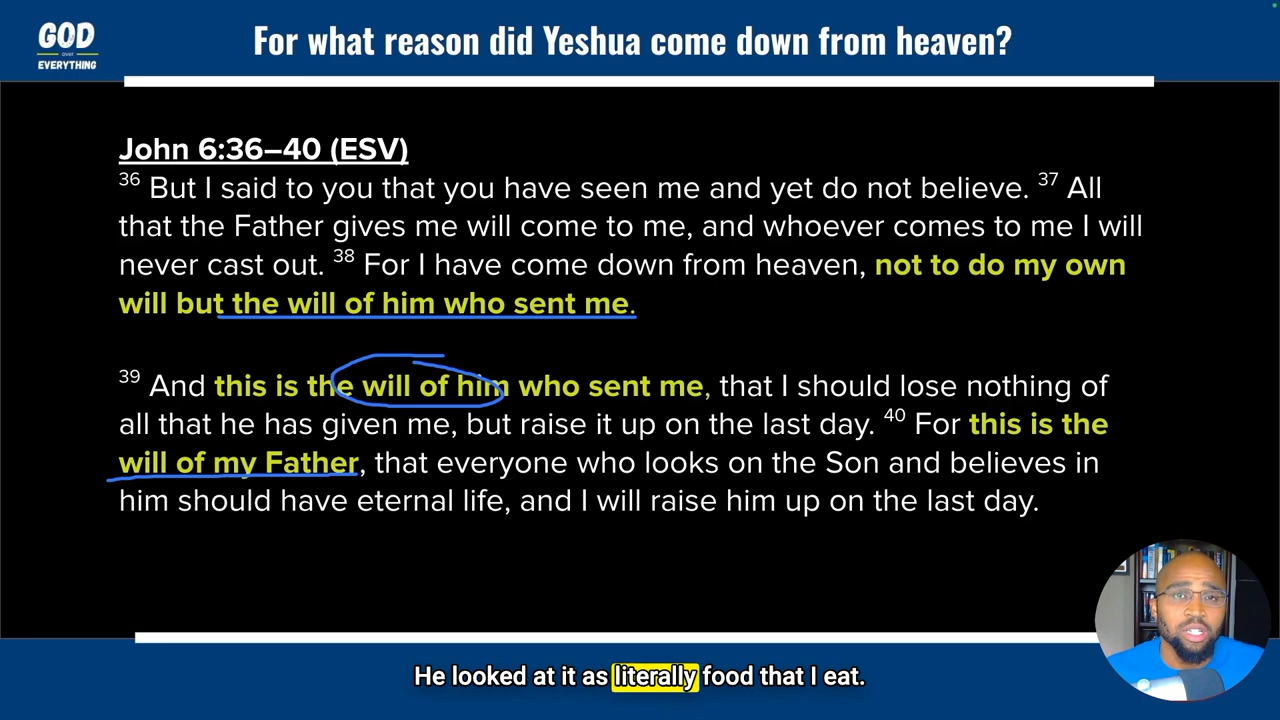 GOD
over
EVERYTHING
For what reason did Yeshua come down from heaven?
John 6:36–40 (ESV)
36 But I said to you that you have seen me and yet do not believe. 37 All
that the Father gives me will come to me, and whoever comes to me I will
never cast out. 38 For I have come down from heaven, not to do my own
will but the will of him who sent me.
39 And this is the will of him who sent me, that I should lose nothing of
all that he has given me, but raise it up on the last day. 40 For this is the
will of my Father, that everyone who looks on the Son and believes in
him should have eternal life, and I will raise him up on the last day.
He looked at it as literally food that I eat.